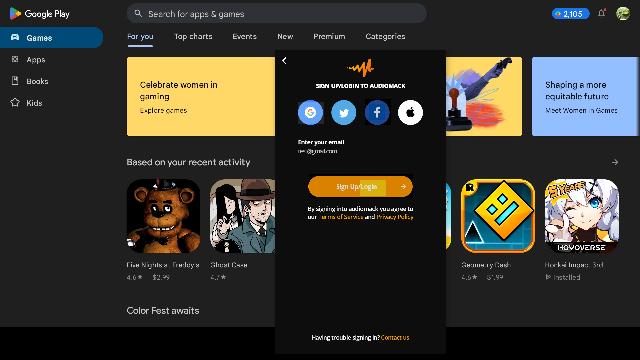 Google Play
Search for apps & games
2,105
Games
Apps
Books
Kids
For you
Top charts
Events
New
Premium
Categories
Celebrate women in
gaming
Explore games
Shaping a more
equitable future
Meet Women in Games
SIGN UP/LOGIN TO AUDIOMACK
Enter your email
Sign Up/Login
By signing into audiomack you agree to
our Terms of Service and Privacy Policy
Having trouble signing in? Contact us
Based on your recent activity
Five Nights a Freddy's
4.6★ $2.99
Ghost Case
4.7★
Geometry Dash
4.6★ $1.99
HOYOVERSE
Honkai Impact 3rd
Installed
Color Fest awaits